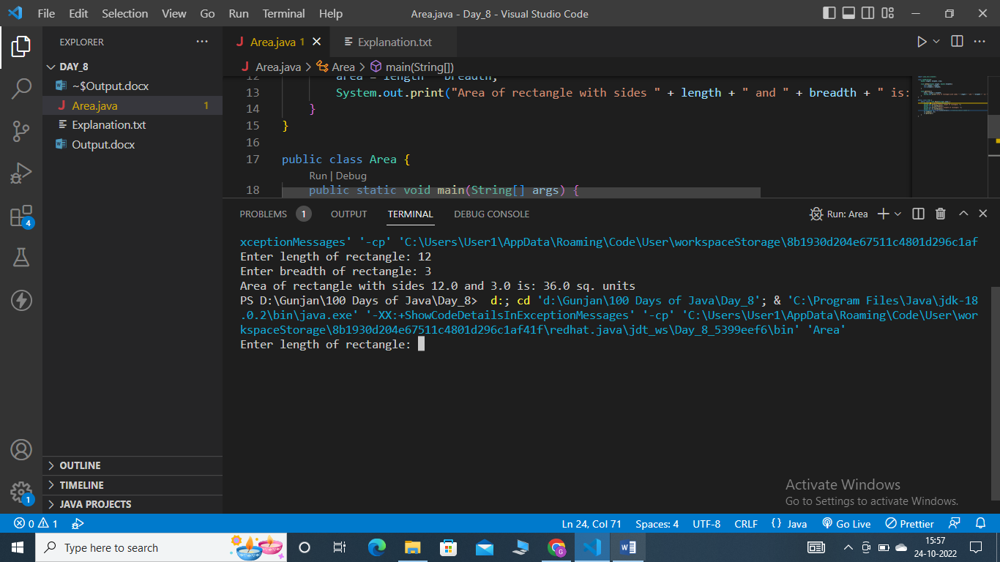 File Edit Selection View Go Run Terminal Help Area.java - Day_8 - Visual Studio Code
EXPLORER
DAY_8
~$Output.docx
Area.java 1
Explanation.txt
Output.docx
OUTLINE
TIMELINE
JAVA PROJECTS
Area.java 1 Explanation.txt
Area.java > Area > main(String[])
12 area = length * breadth;
13 System.out.print("Area of rectangle with sides " + length + " and " + breadth + " is:
14 }
15 }
16
17 public class Area {
Run | Debug
18 public static void main(String[] args) {
PROBLEMS 1 OUTPUT TERMINAL DEBUG CONSOLE Run: Area
xceptionMessages' '-cp' 'C:\Users\User1\AppData\Roaming\Code\User\workspaceStorage\8b1930d204e67511c4801d296c1af
Enter length of rectangle: 12
Enter breadth of rectangle: 3
Area of rectangle with sides 12.0 and 3.0 is: 36.0 sq. units
PS D:\Gunjan\100 Days of Java\Day_8> d:; cd 'd:\Gunjan\100 Days of Java\Day_8'; & 'C:\Program Files\Java\jdk-18
.0.2\bin\java.exe' '-XX:+ShowCodeDetailsInExceptionMessages' '-cp' 'C:\Users\User1\AppData\Roaming\Code\User\wor
kspaceStorage\8b1930d204e67511c4801d296c1af41f\redhat.java\jdt_ws\Day_8_5399eef6\bin' 'Area'
Enter length of rectangle:
4
1
Activate Windows
Go to Settings to activate Windows.
0 1 Ln 24, Col 71 Spaces: 4 UTF-8 CRLF {} Java Go Live Prettier
Type here to search
15:57
24-10-2022